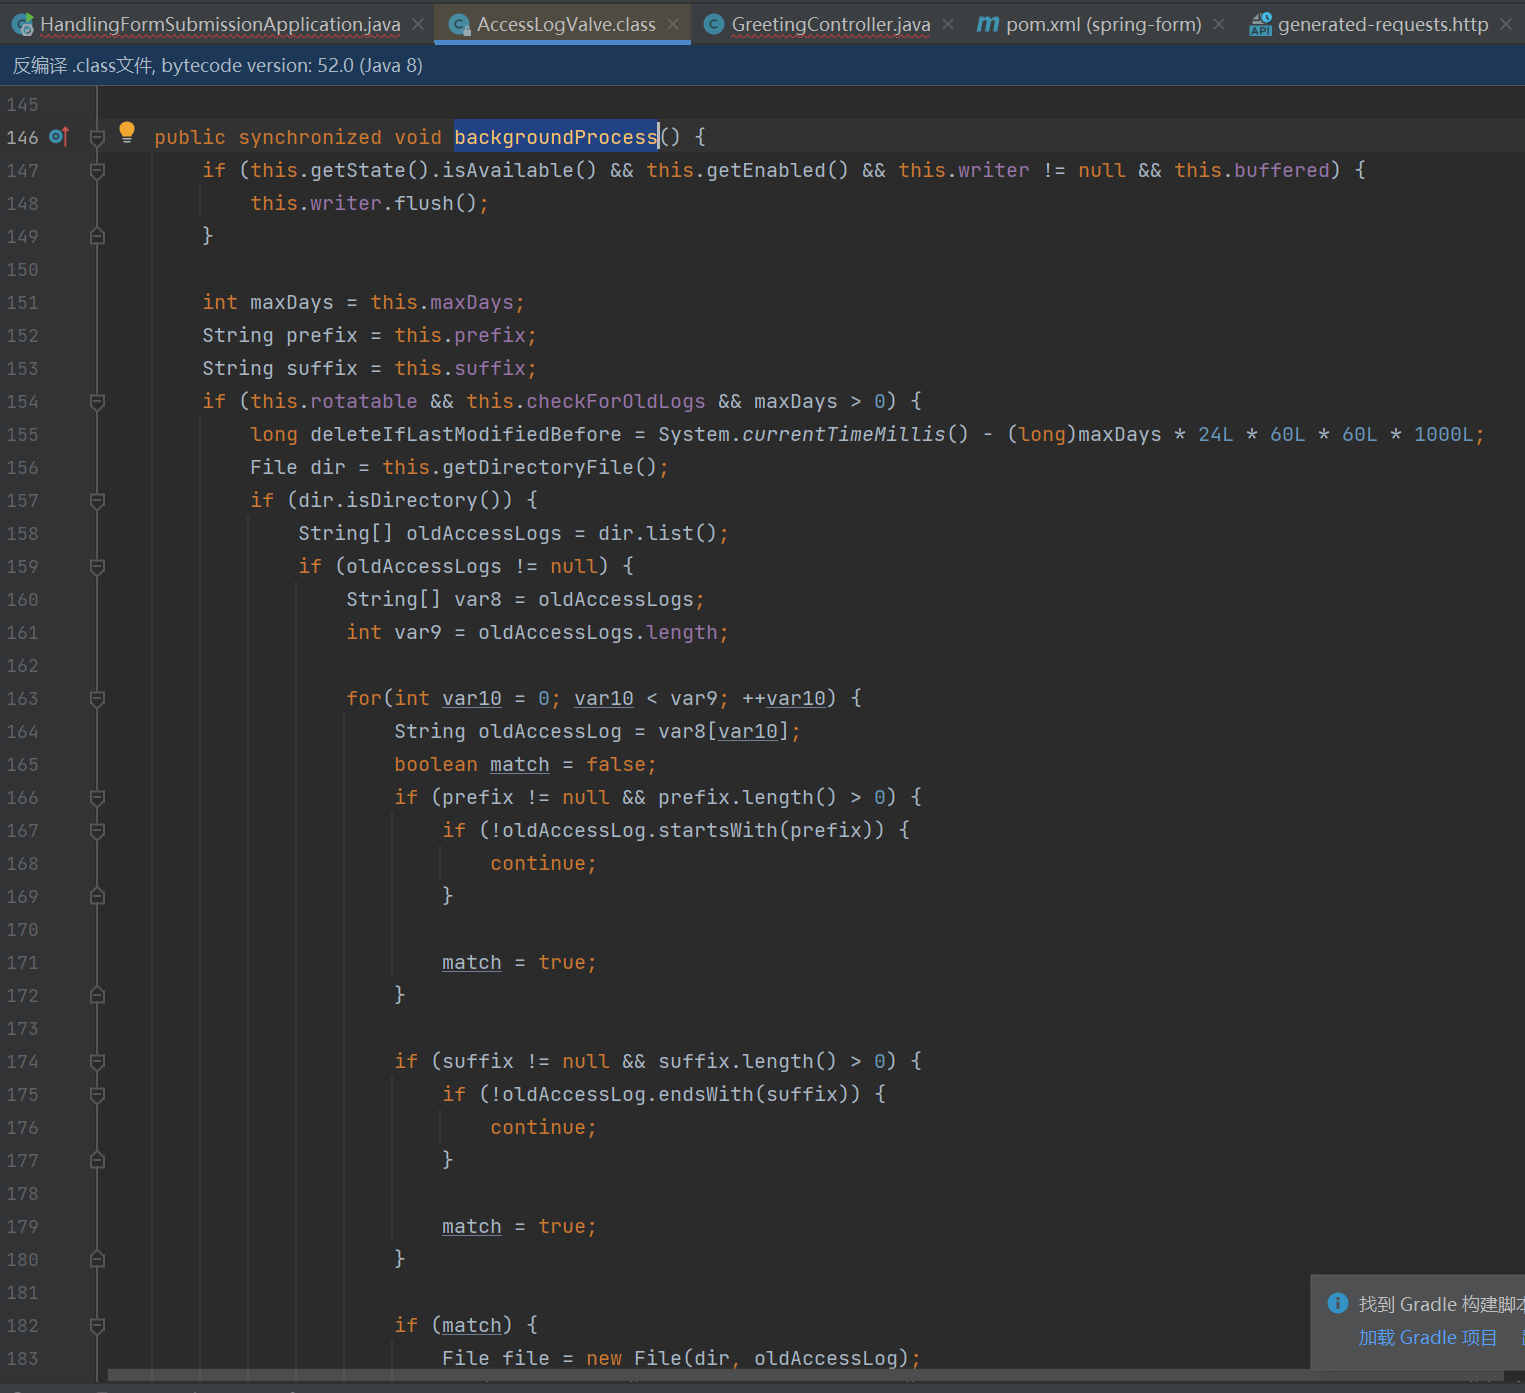 HandlingFormSubmissionApplication.java AccessLogValve.class GreetingController.java pom.xml (spring-form) generated-requests.http
反编译 .class文件, bytecode version: 52.0 (Java 8)
145
146 public synchronized void backgroundProcess() {
147 if (this.getState().isAvailable() && this.getEnabled() && this.writer != null && this.buffered) {
148 this.writer.flush();
149 }
150
151 int maxDays = this.maxDays;
152 String prefix = this.prefix;
153 String suffix = this.suffix;
154 if (this.rotatable && this.checkForOldLogs && maxDays > 0) {
155 long deleteIfLastModifiedBefore = System.currentTimeMillis() - (long)maxDays * 24L * 60L * 60L * 1000L;
156 File dir = this.getDirectoryFile();
157 if (dir.isDirectory()) {
158 String[] oldAccessLogs = dir.list();
159 if (oldAccessLogs != null) {
160 String[] var8 = oldAccessLogs;
161 int var9 = oldAccessLogs.length;
162
163 for(int var10 = 0; var10 < var9; ++var10) {
164 String oldAccessLog = var8[var10];
165 boolean match = false;
166 if (prefix != null && prefix.length() > 0) {
167 if (!oldAccessLog.startsWith(prefix)) {
168 continue;
169 }
170
171 match = true;
172 }
173
174 if (suffix != null && suffix.length() > 0) {
175 if (!oldAccessLog.endsWith(suffix)) {
176 continue;
177 }
178
179 match = true;
180 }
181
182 if (match) {
183 File file = new File(dir, oldAccessLog);
找到 Gradle 构建脚本
加载 Gradle 项目